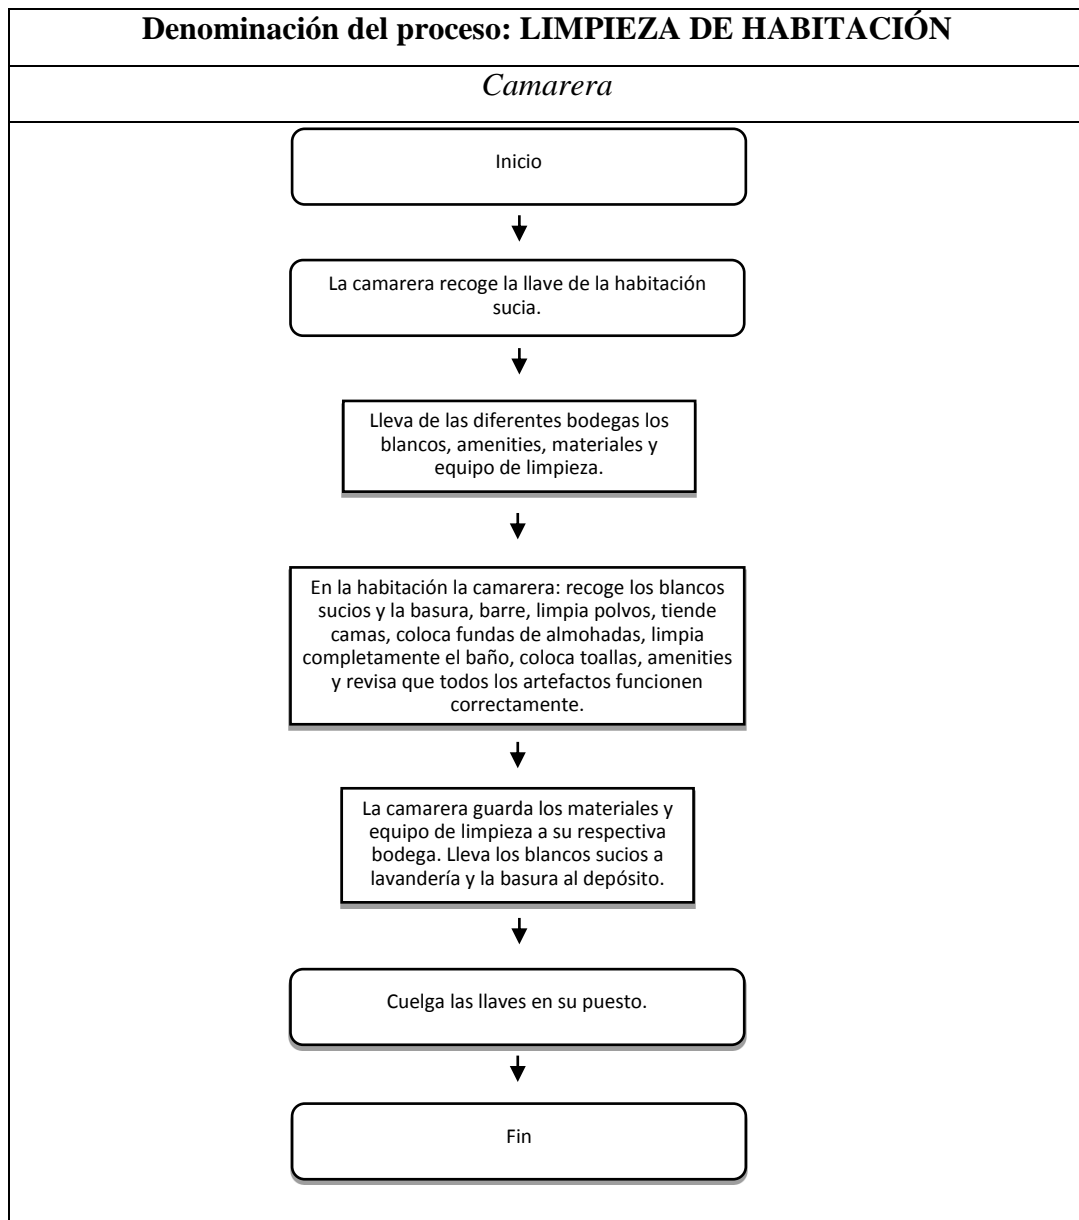 Denominación del proceso: LIMPIEZA DE HABITACIÓN
Camarera
Inicio
La camarera recoge la llave de la habitación
sucia.
Lleva de las diferentes bodegas los
blancos, amenities, materiales y
equipo de limpieza.
En la habitación la camarera: recoge los blancos
sucios y la basura, barre, limpia polvos, tiende
camas, coloca fundas de almohadas, limpia
completamente el baño, coloca toallas, amenities
y revisa que todos los artefactos funcionen
correctamente.
La camarera guarda los materiales y
equipo de limpieza a su respectiva
bodega. Lleva los blancos sucios a
lavandería y la basura al depósito.
Cuelga las llaves en su puesto.
Fin